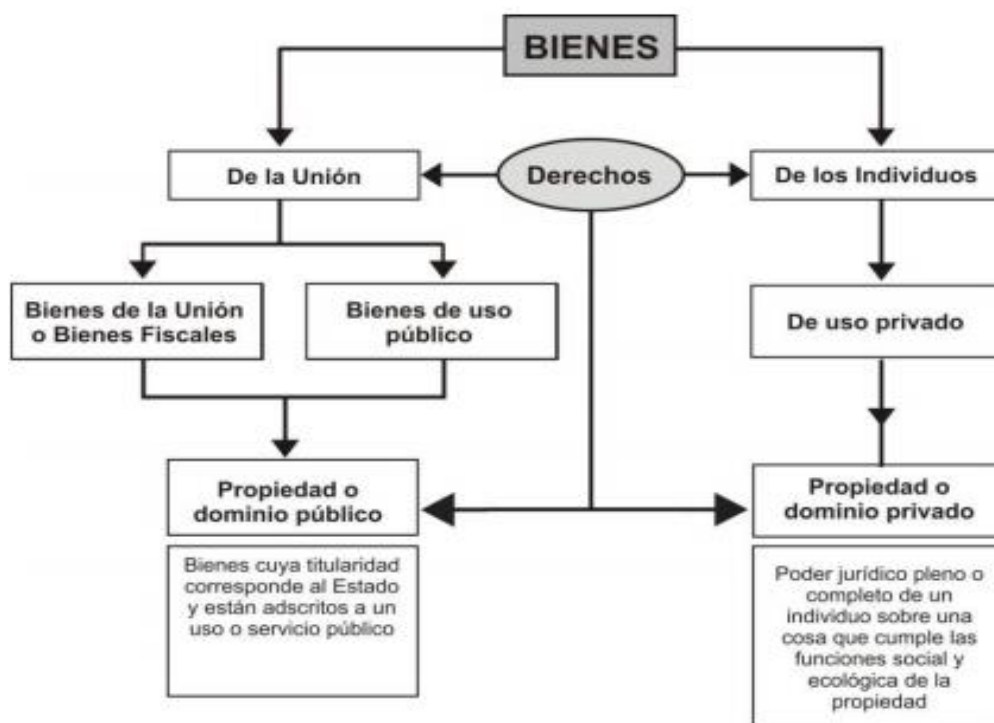 BIENES
De la Unión
Derechos
De los Individuos
Bienes de la Unión
o Bienes Fiscales
Bienes de uso
público
De uso privado
Propiedad o
dominio público
Propiedad o
dominio privado
Bienes cuya titularidad
corresponde al Estado
y están adscritos a un
uso o servicio público
Poder jurídico pleno o
completo de un
individuo sobre una
cosa que cumple las
funciones social y
ecológica de la
propiedad